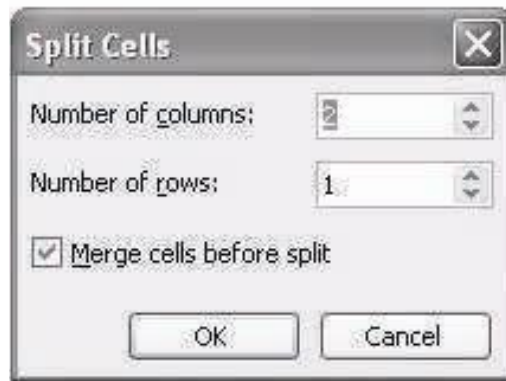 Split Cells
Number of columns: 2
Number of rows: 1
Merge cells before split
OK Cancel